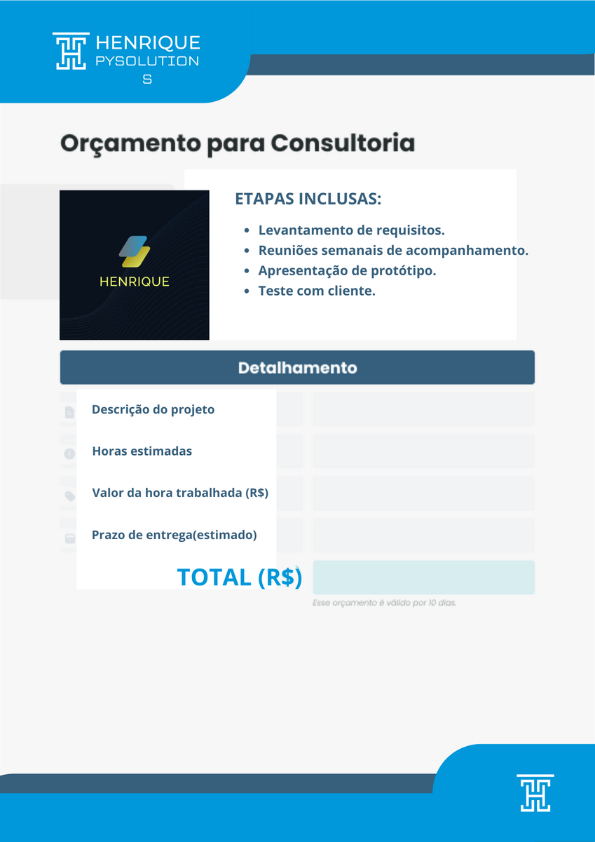 HENRIQUE
PYSOLUTION
S
Orçamento para Consultoria
HENRIQUE
ETAPAS INCLUSAS:
• Levantamento de requisitos.
• Reuniões semanais de acompanhamento.
• Apresentação de protótipo.
• Teste com cliente.
Detalhamento
Descrição do projeto
Horas estimadas
Valor da hora trabalhada (R$)
Prazo de entrega(estimado)
TOTAL (R$)
Esse orçamento é válido por 10 dias.